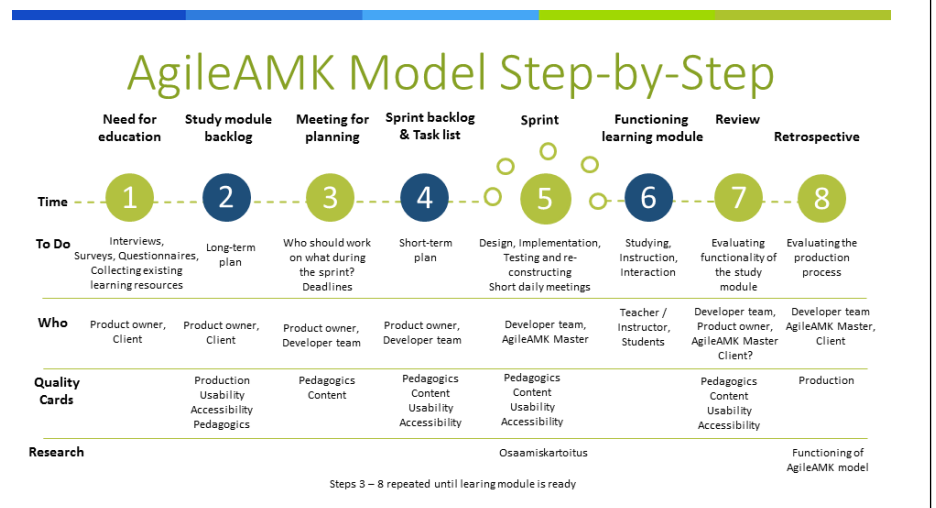 AgileAMK Model Step-by-Step
Need for
education
Study module
backlog
Meeting for
planning
Sprint backlog
& Task list
Sprint
Functioning
learning module
Review
Retrospective
Time
1
2
3
4
5
6
7
8
To Do
Interviews,
Surveys, Questionnaires,
Collecting existing
learning resources
Long-term
plan
Who should work
on what during
the sprint?
Deadlines
Short-term
plan
Design, Implementation,
Testing and re-
constructing
Short daily meetings
Studying,
Instruction,
Interaction
Evaluating
functionality of
the study
module
Evaluating the
production
process
Who
Product owner,
Client
Product owner,
Client
Product owner,
Developer team
Product owner,
Developer team
Developer team,
AgileAMK Master
Teacher /
Instructor,
Students
Developer team,
Product owner,
AgileAMK Master
Client?
Developer team
AgileAMK Master,
Client
Quality
Cards
Production
Usability
Accessibility
Pedagogics
Pedagogics
Content
Pedagogics
Content
Usability
Accessibility
Pedagogics
Content
Usability
Accessibility
Pedagogics
Content
Usability
Accessibility
Production
Research
Osaamiskartoitus
Functioning of
AgileAMK model
Steps 3 – 8 repeated until learing module is ready